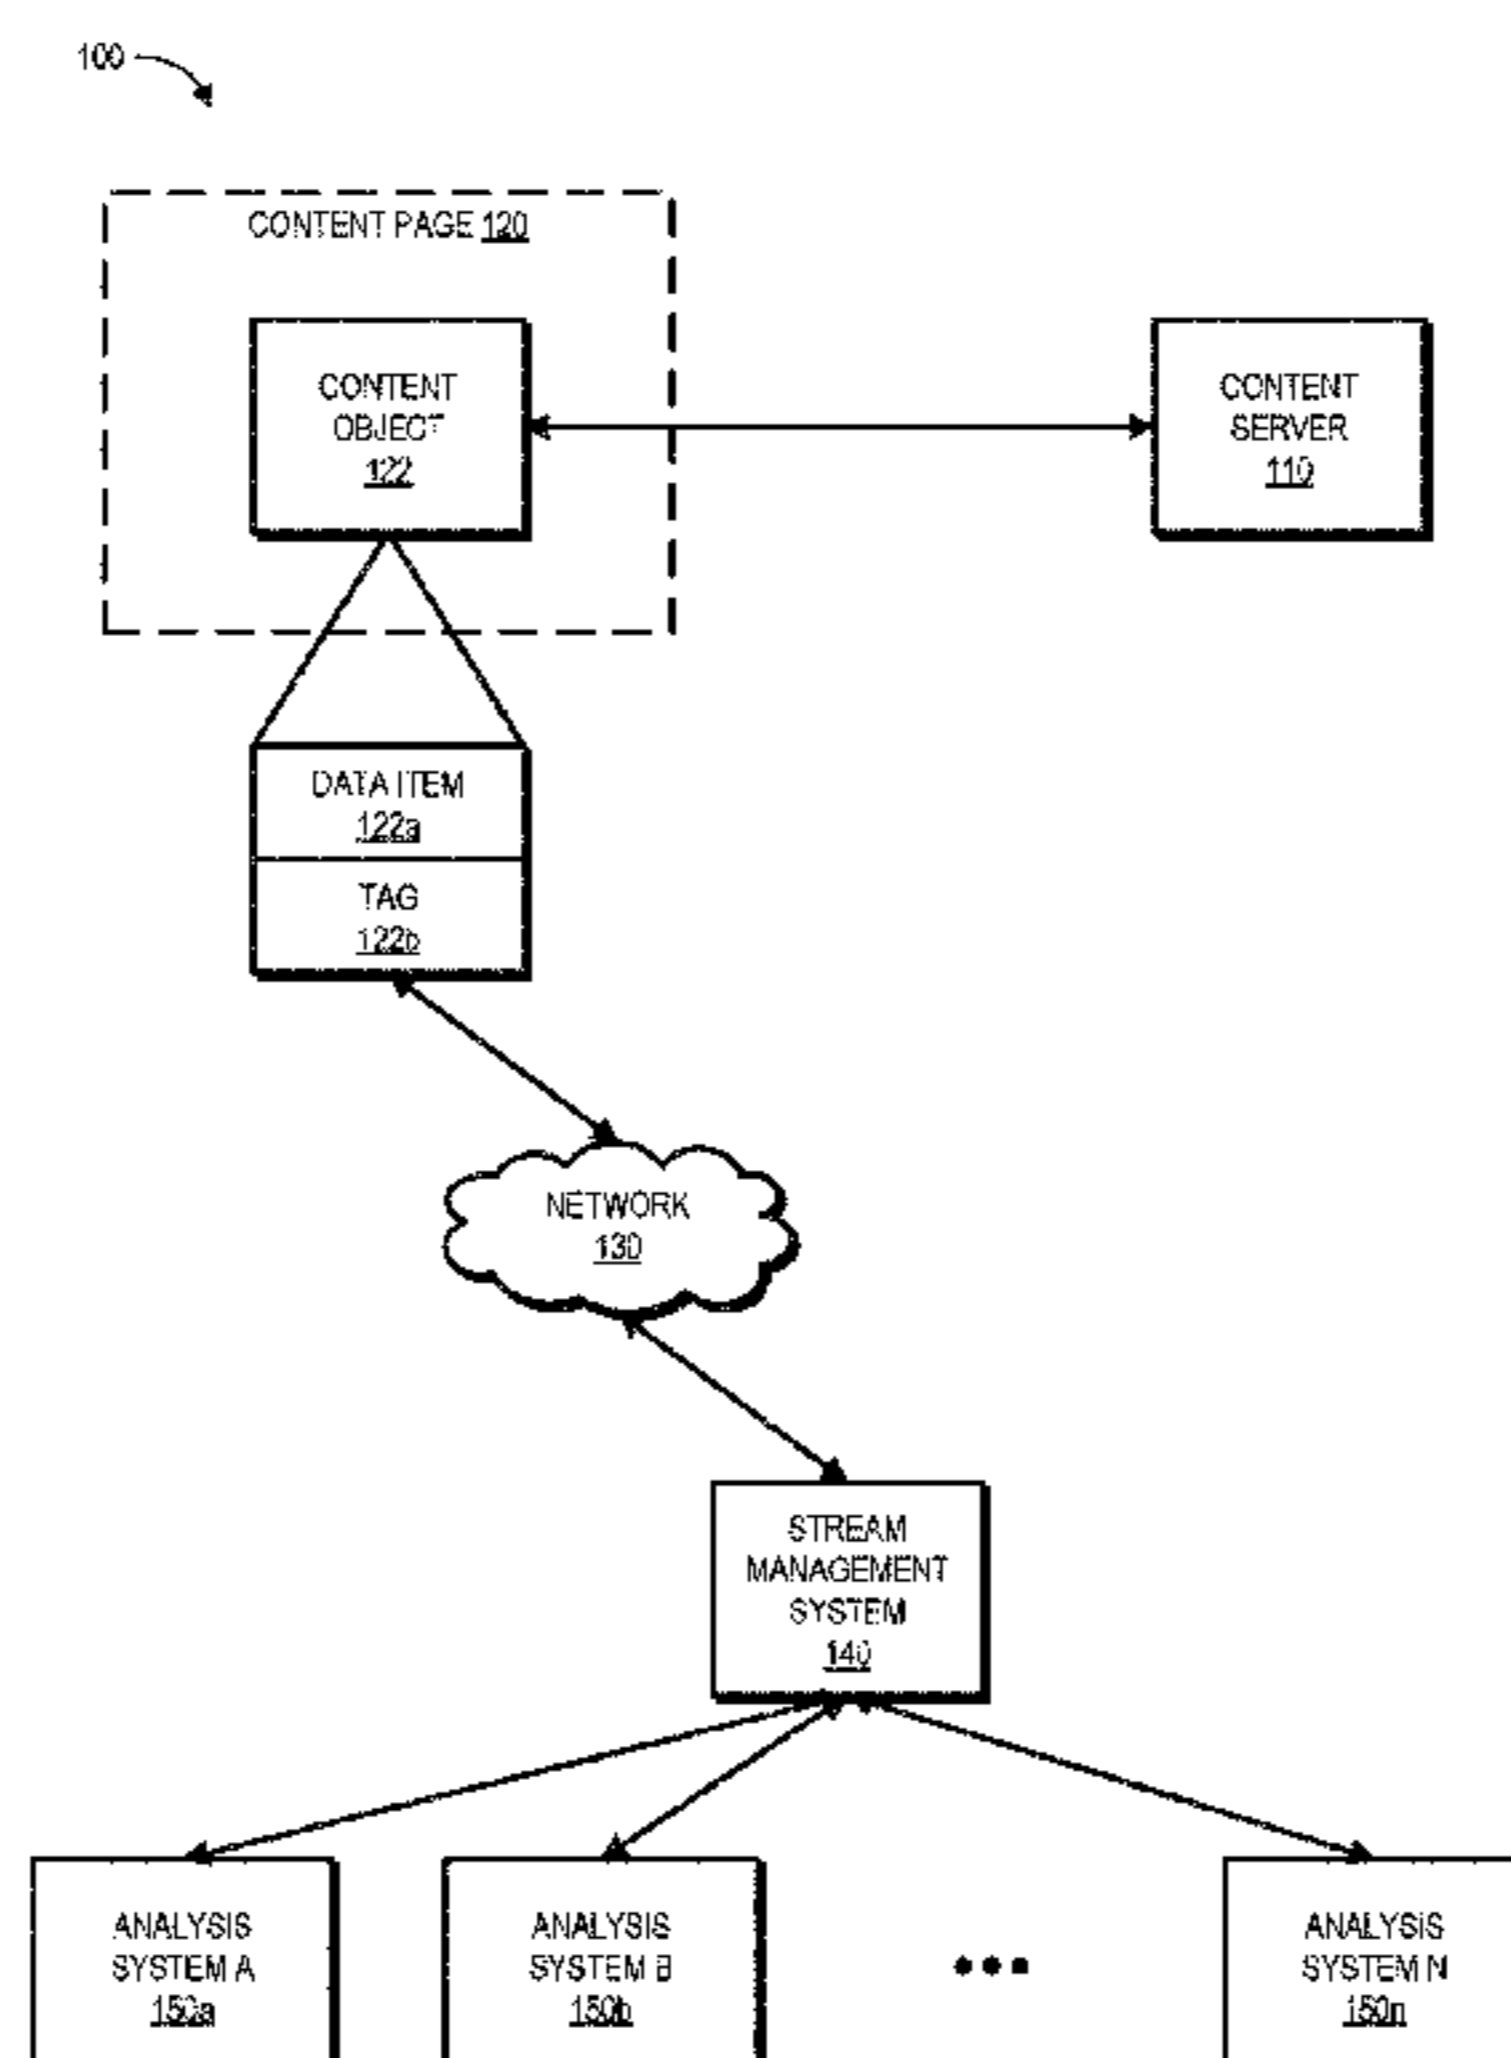 100
CONTENT PAGE 120
CONTENT
OBJECT
122
CONTENT
SERVER
110
DATA ITEM
122a
TAG
122b
NETWORK
130
STREAM
MANAGEMENT
SYSTEM
140
ANALYSIS
SYSTEM A
150a
ANALYSIS
SYSTEM B
150b
ANALYSIS
SYSTEM N
150n